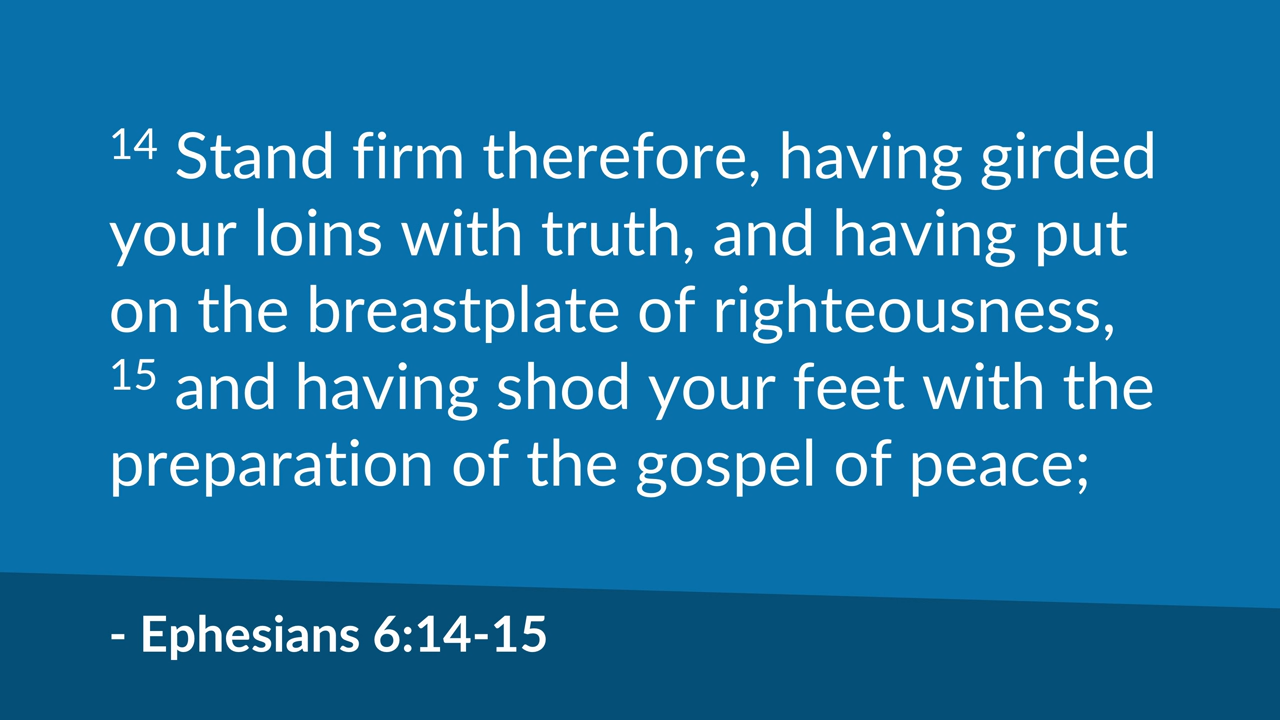 14 Stand firm therefore, having girded
your loins with truth, and having put
on the breastplate of righteousness,
15 and having shod your feet with the
preparation of the gospel of peace;
- Ephesians 6:14-15